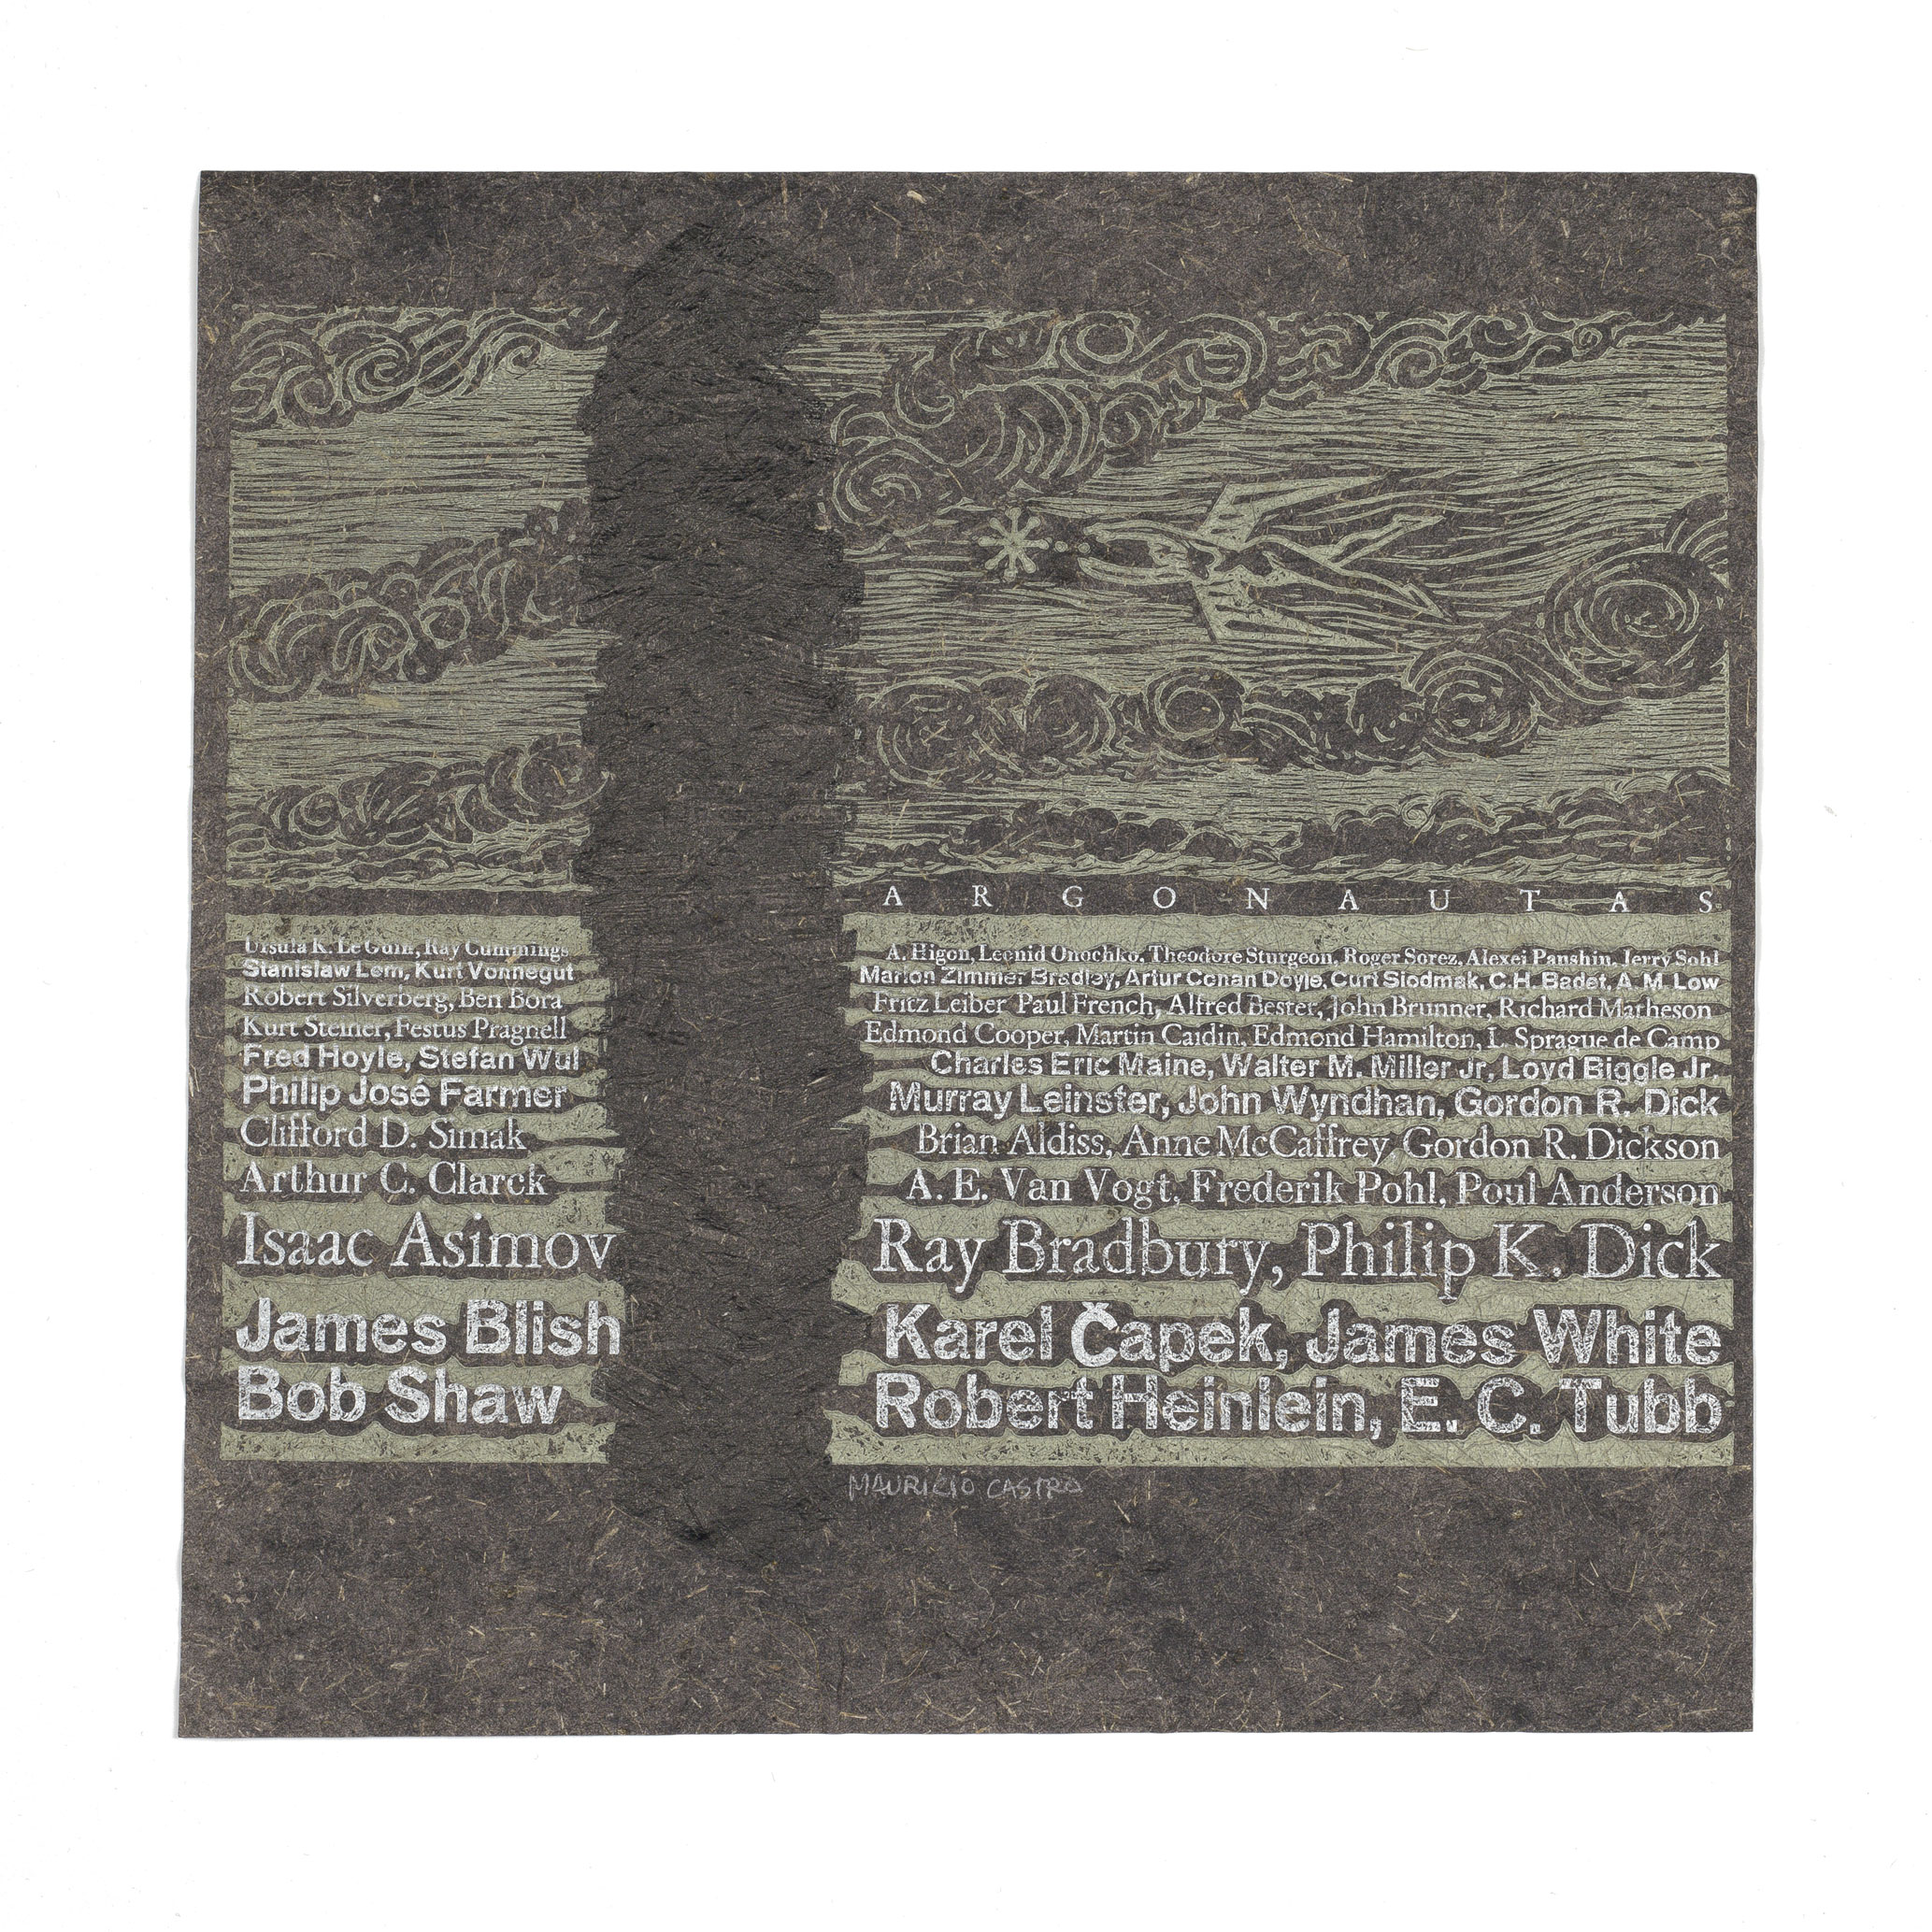 Ursula K. Le Guin, Ray Cummings
Stanislaw Lem, Kurt Vonnegut
Robert Silverberg, Ben Bora
Kurt Steiner, Festus Pragnell
Fred Hoyle, Stefan Wul
Philip José Farmer
Clifford D. Simak
Arthur C. Clarck
Isaac Asimov
James Blish
Bob Shaw
ARGONAUTAS
A. Higon, Leonid Onochko, Theodore Sturgeon, Roger Sorez, Alexei Panshin, Jerry Sohl
Marion Zimmer Bradley, Artur Conan Doyle, Curt Siodmak, C.H. Badet, A. M. Low
Fritz Leiber Paul French, Alfred Bester, John Brunner, Richard Matheson
Edmond Cooper, Martin Caidin, Edmond Hamilton, L. Sprague de Camp
Charles Eric Maine, Walter M. Miller Jr, Loyd Biggle Jr.
Murray Leinster, John Wyndhan, Gordon R. Dick
Brian Aldiss, Anne McCaffrey, Gordon R. Dickson
A. E. Van Vogt, Frederik Pohl, Poul Anderson
Ray Bradbury, Philip K. Dick
Karel Čapek, James White
Robert Heinlein, E. C. Tubb
MAURICIO CASTRO